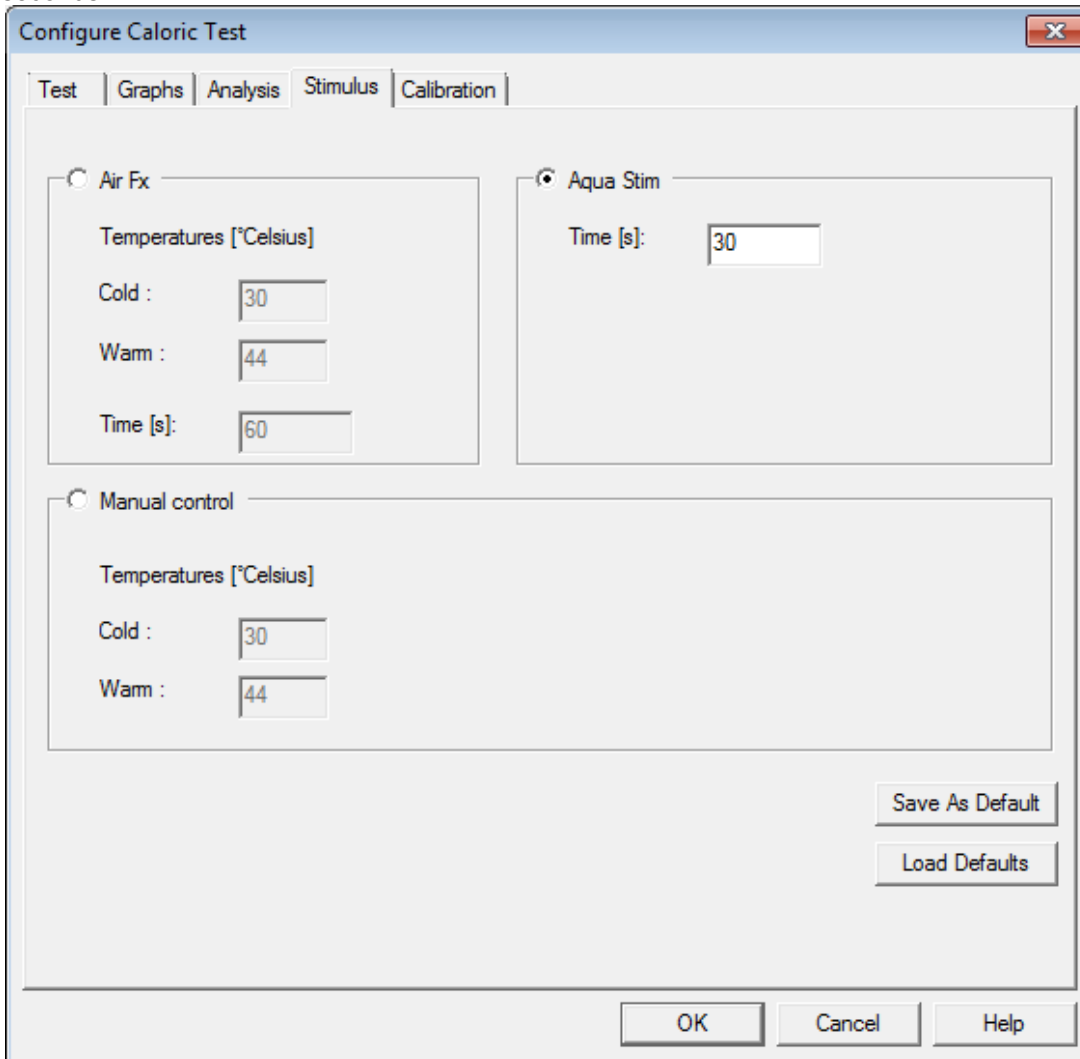 Configure Caloric Test
Test Graphs Analysis Stimulus Calibration
Air Fx
Temperatures [°Celsius]
Cold : 30
Warm : 44
Time [s]: 60
Aqua Stim
Time [s]: 30
Manual control
Temperatures [°Celsius]
Cold : 30
Warm : 44
Save As Default
Load Defaults
OK Cancel Help